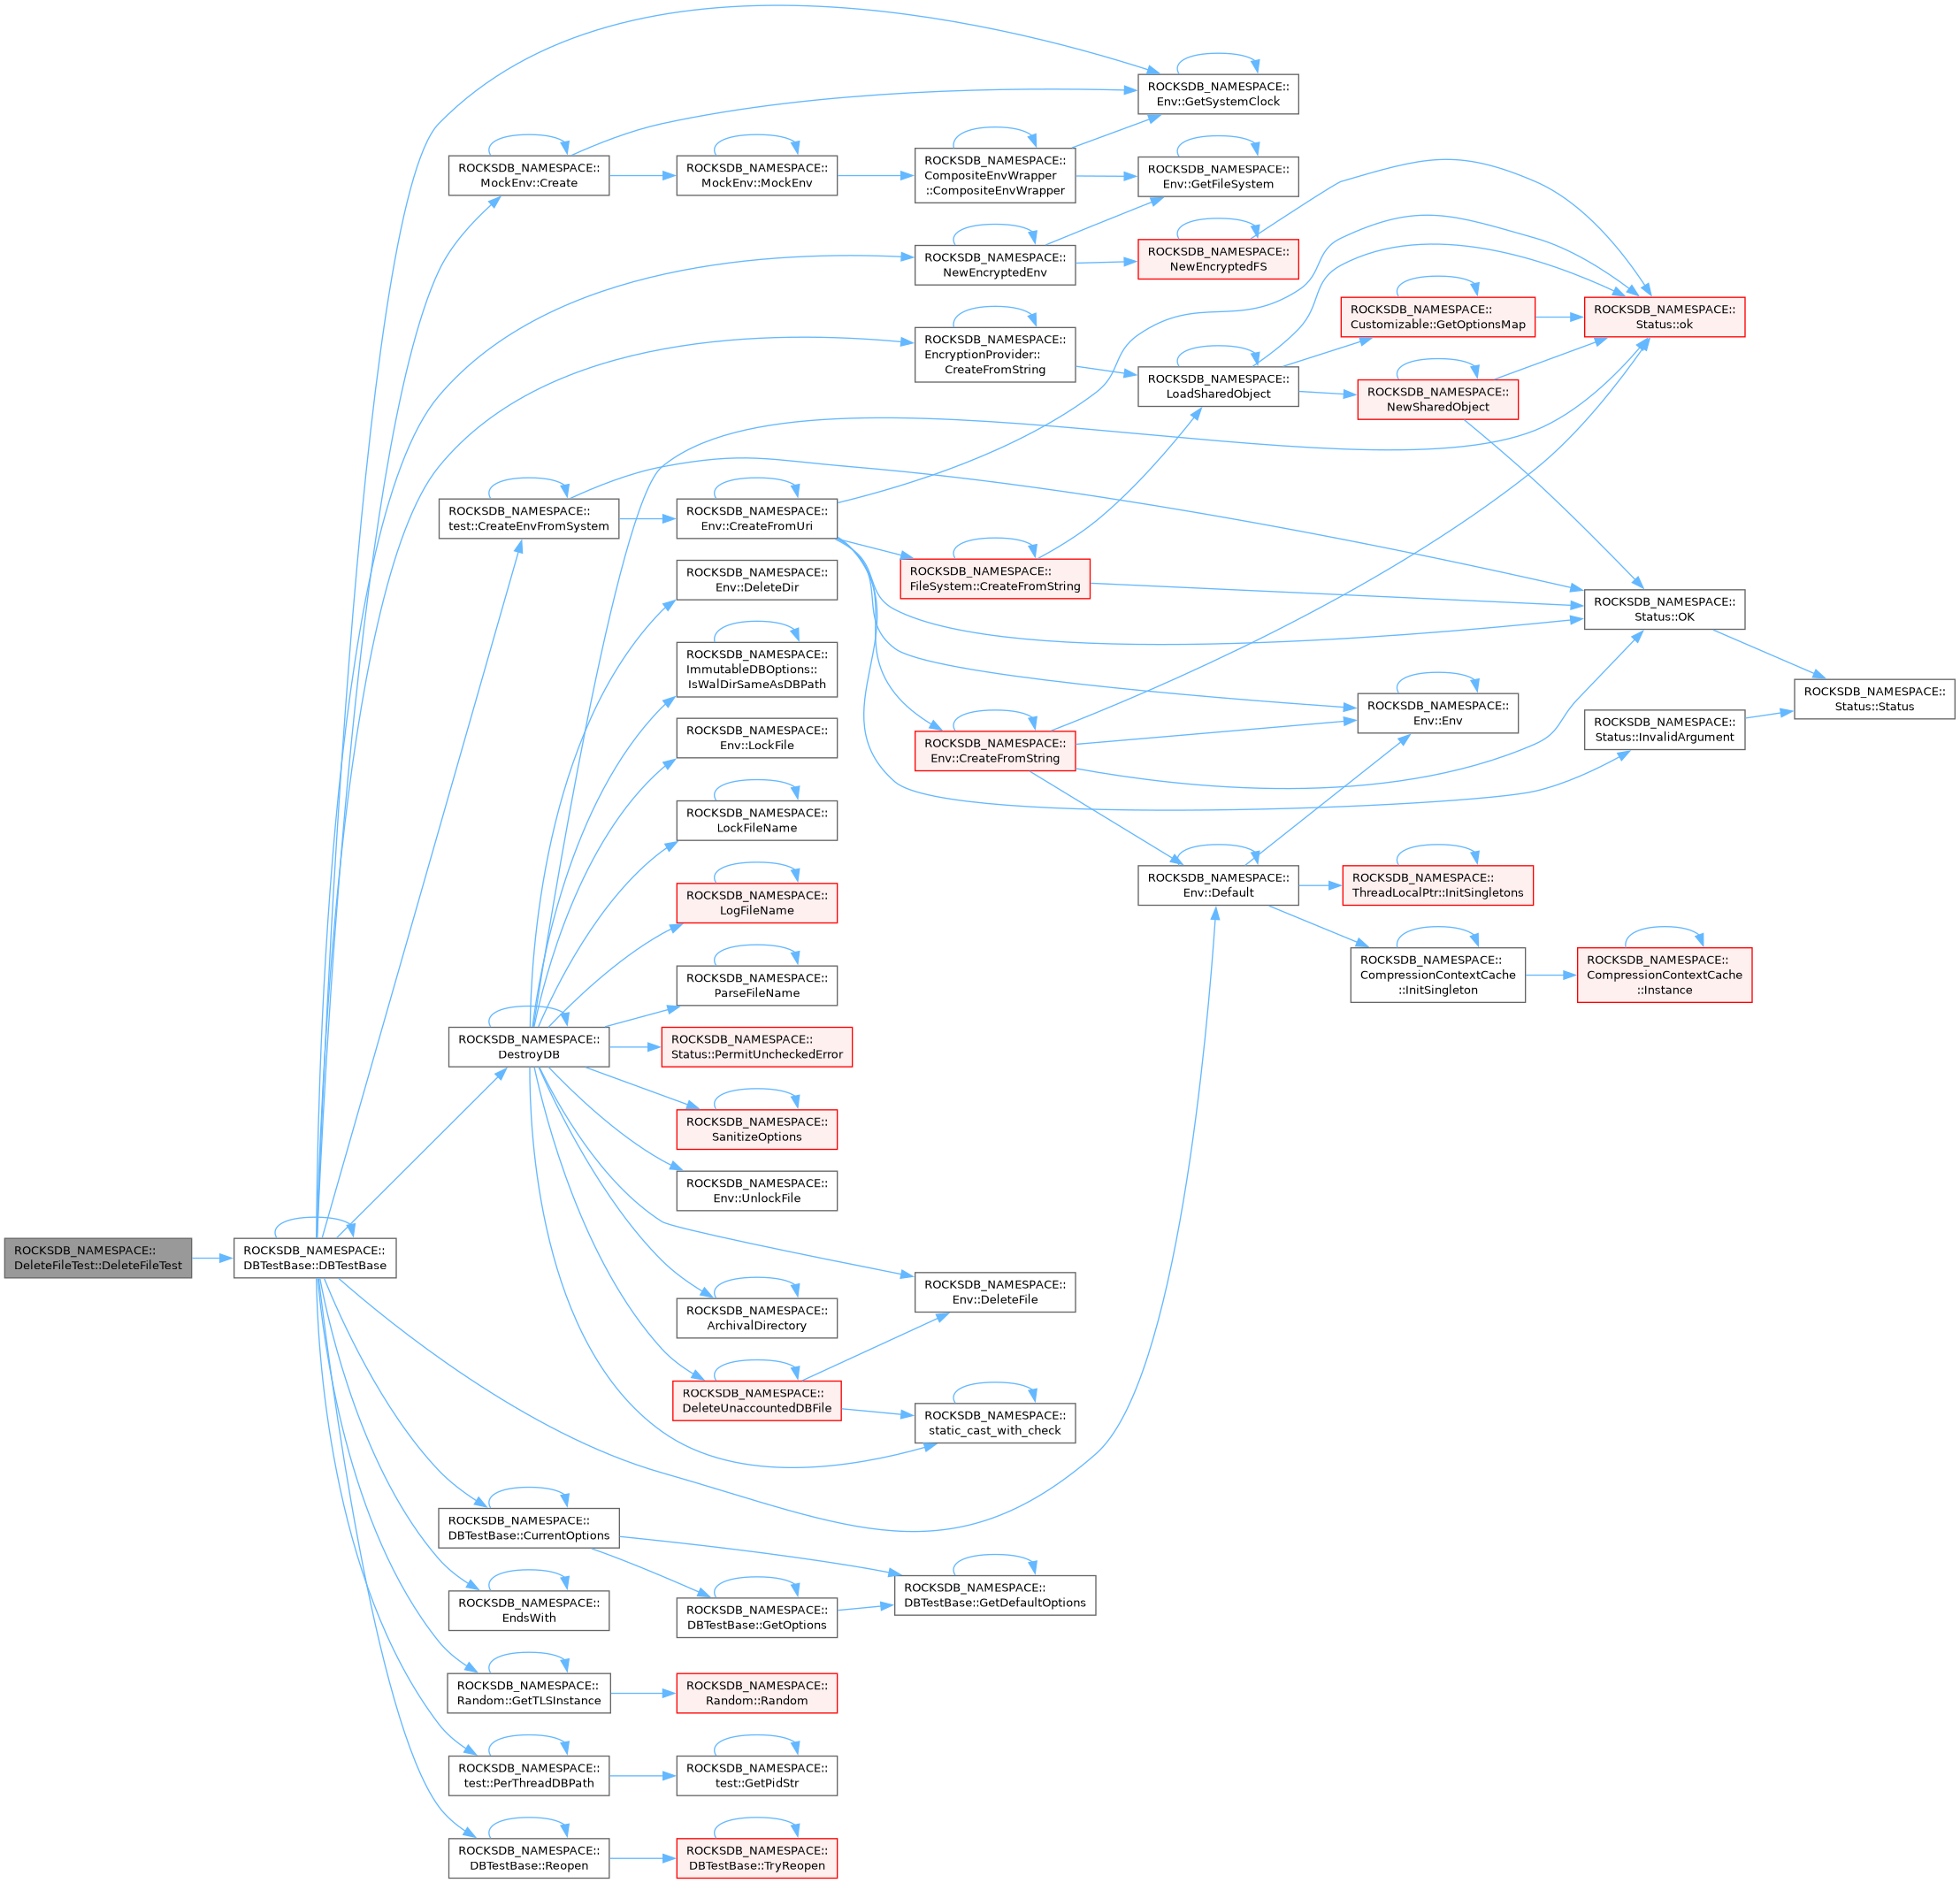 ROCKSDB_NAMESPACE::
Env::GetSystemClock
ROCKSDB_NAMESPACE::
MockEnv::Create
ROCKSDB_NAMESPACE::
MockEnv::MockEnv
ROCKSDB_NAMESPACE::
CompositeEnvWrapper
::CompositeEnvWrapper
ROCKSDB_NAMESPACE::
Env::GetFileSystem
ROCKSDB_NAMESPACE::
NewEncryptedEnv
ROCKSDB_NAMESPACE::
NewEncryptedFS
ROCKSDB_NAMESPACE::
Customizable::GetOptionsMap
ROCKSDB_NAMESPACE::
Status::ok
ROCKSDB_NAMESPACE::
EncryptionProvider::
CreateFromString
ROCKSDB_NAMESPACE::
LoadSharedObject
ROCKSDB_NAMESPACE::
NewSharedObject
ROCKSDB_NAMESPACE::
test::CreateEnvFromSystem
ROCKSDB_NAMESPACE::
Env::CreateFromUri
ROCKSDB_NAMESPACE::
Env::DeleteDir
ROCKSDB_NAMESPACE::
FileSystem::CreateFromString
ROCKSDB_NAMESPACE::
Status::OK
ROCKSDB_NAMESPACE::
ImmutableDBOptions::
IsWalDirSameAsDBPath
ROCKSDB_NAMESPACE::
Status::Status
ROCKSDB_NAMESPACE::
Env::Env
ROCKSDB_NAMESPACE::
Status::InvalidArgument
ROCKSDB_NAMESPACE::
Env::LockFile
ROCKSDB_NAMESPACE::
Env::CreateFromString
ROCKSDB_NAMESPACE::
LockFileName
ROCKSDB_NAMESPACE::
LogFileName
ROCKSDB_NAMESPACE::
Env::Default
ROCKSDB_NAMESPACE::
ThreadLocalPtr::InitSingletons
ROCKSDB_NAMESPACE::
ParseFileName
ROCKSDB_NAMESPACE::
CompressionContextCache
::InitSingleton
ROCKSDB_NAMESPACE::
CompressionContextCache
::Instance
ROCKSDB_NAMESPACE::
DestroyDB
ROCKSDB_NAMESPACE::
Status::PermitUncheckedError
ROCKSDB_NAMESPACE::
SanitizeOptions
ROCKSDB_NAMESPACE::
Env::UnlockFile
ROCKSDB_NAMESPACE::
DeleteFileTest::DeleteFileTest
ROCKSDB_NAMESPACE::
DBTestBase::DBTestBase
ROCKSDB_NAMESPACE::
Env::DeleteFile
ROCKSDB_NAMESPACE::
ArchivalDirectory
ROCKSDB_NAMESPACE::
DeleteUnaccountedDBFile
ROCKSDB_NAMESPACE::
static_cast_with_check
ROCKSDB_NAMESPACE::
DBTestBase::CurrentOptions
ROCKSDB_NAMESPACE::
DBTestBase::GetDefaultOptions
ROCKSDB_NAMESPACE::
EndsWith
ROCKSDB_NAMESPACE::
DBTestBase::GetOptions
ROCKSDB_NAMESPACE::
Random::GetTLSInstance
ROCKSDB_NAMESPACE::
Random::Random
ROCKSDB_NAMESPACE::
test::PerThreadDBPath
ROCKSDB_NAMESPACE::
test::GetPidStr
ROCKSDB_NAMESPACE::
DBTestBase::Reopen
ROCKSDB_NAMESPACE::
DBTestBase::TryReopen